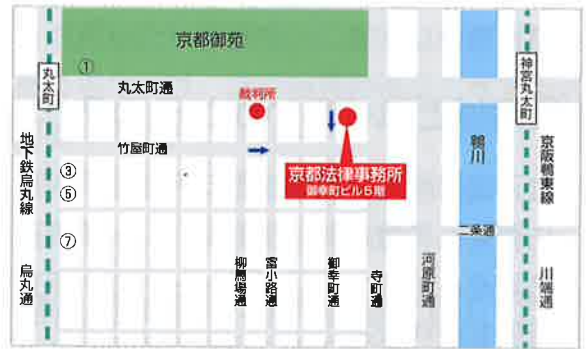 京都御苑
①
丸太町
丸太町通
裁判所
神宮丸太町
竹屋町通
地下鉄烏丸線
③
⑤
⑦
京都法律事務所
御幸町ビル5階
鴨川
京阪鴨東線
二条通
烏丸通
柳馬場通
富小路通
御幸町通
寺町通
河原町通
川端通